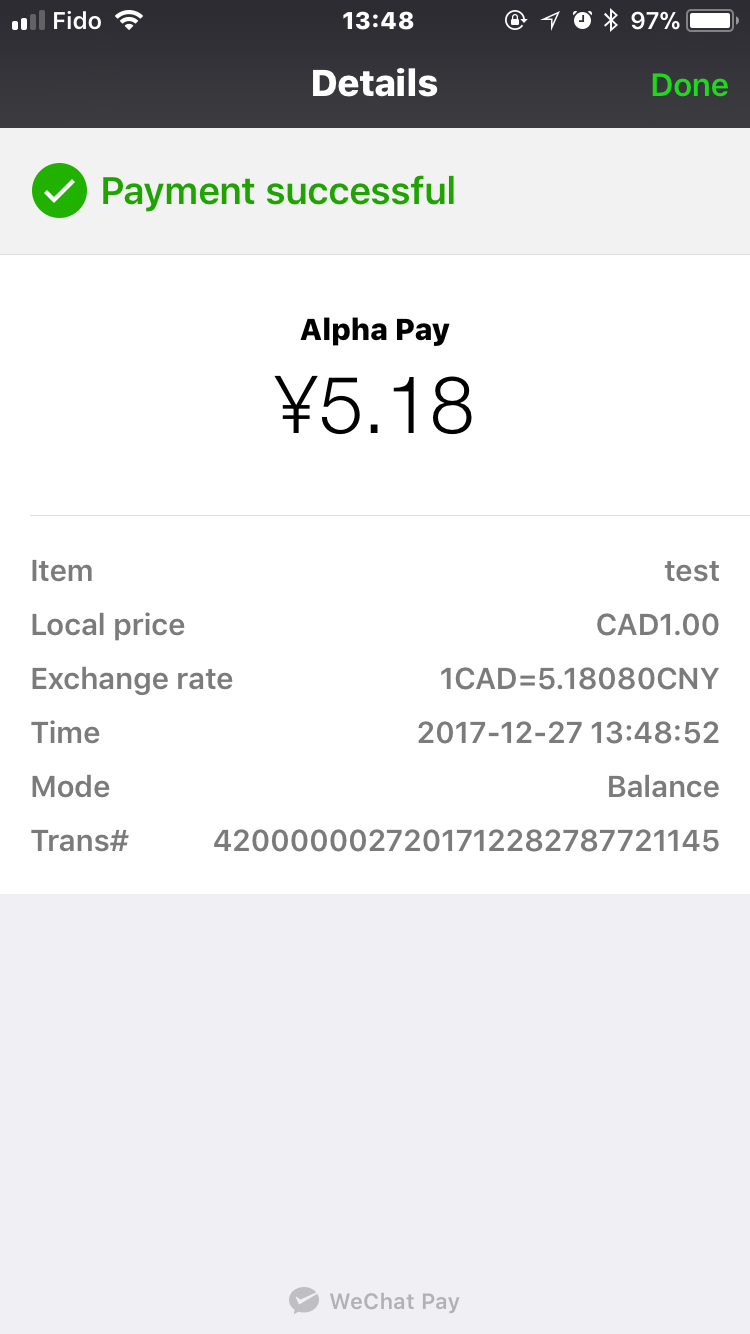 Fido 13:48 97%
Details Done
Payment successful
Alpha Pay
¥5.18
Item test
Local price CAD1.00
Exchange rate 1CAD=5.18080CNY
Time 2017-12-27 13:48:52
Mode Balance
Trans# 4200000027201712282787721145
WeChat Pay